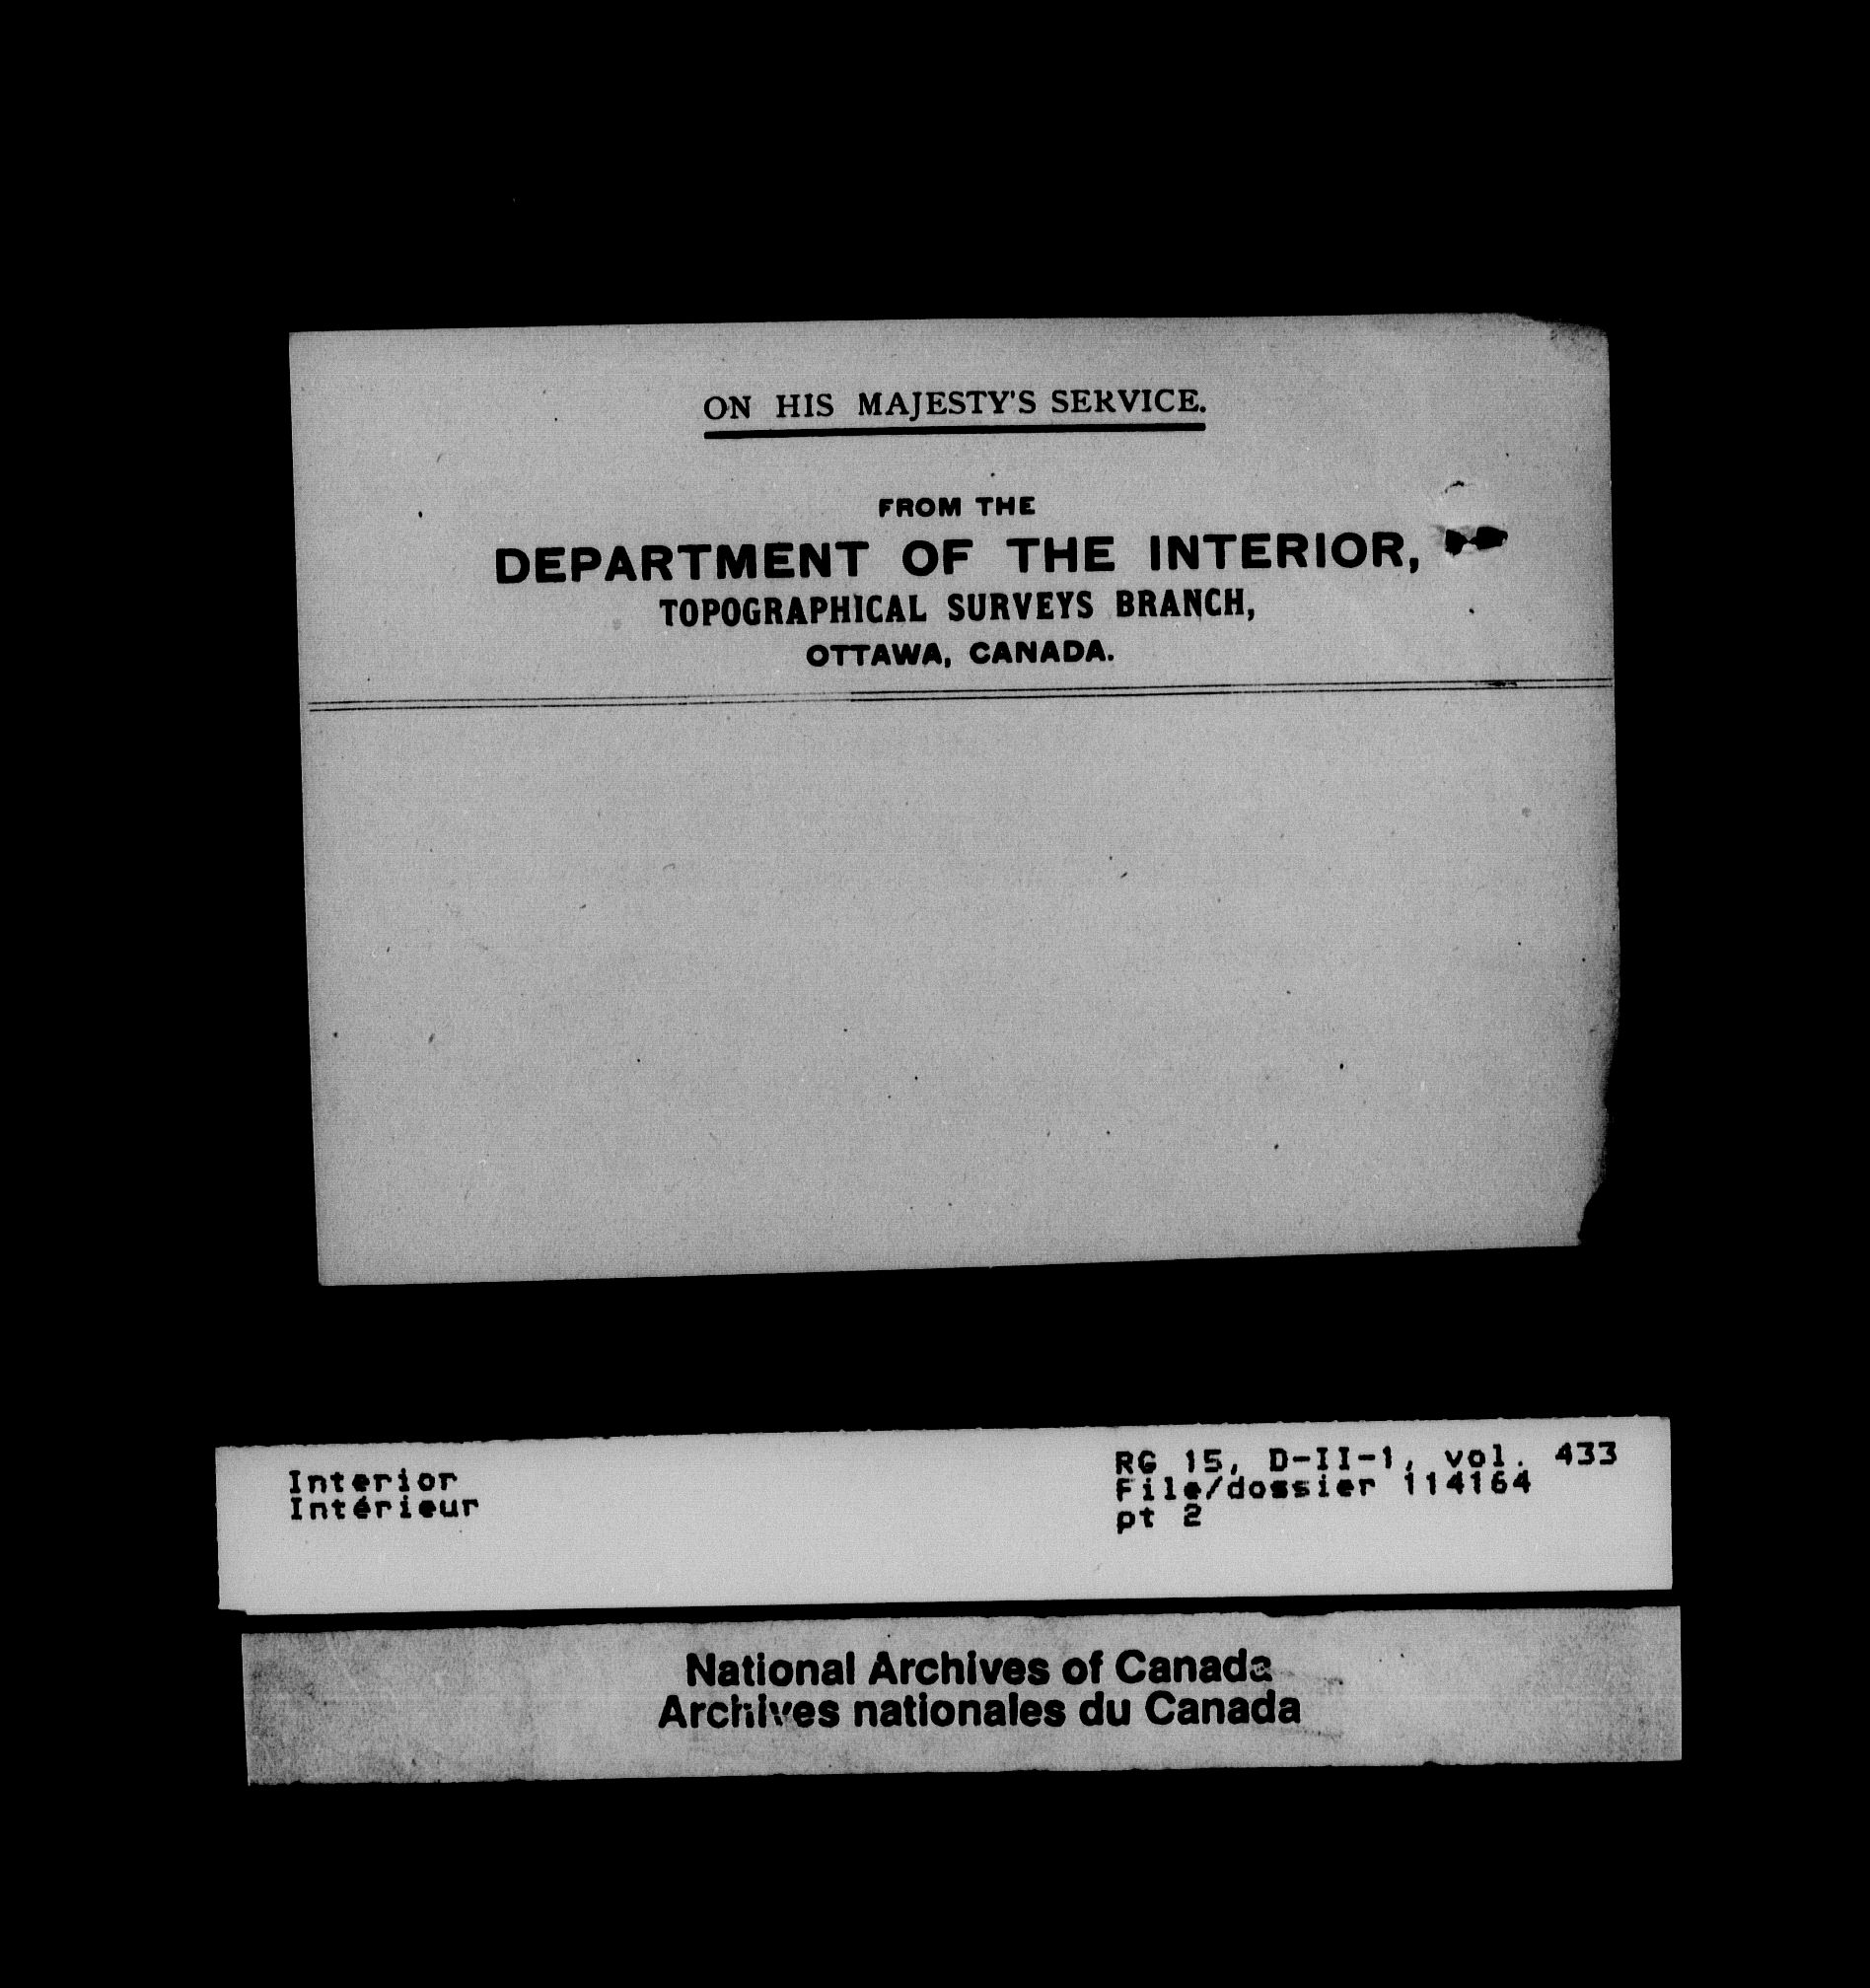 ON HIS MAJESTY'S SERVICE.
FROM THE
DEPARTMENT OF THE INTERIOR,
TOPOGRAPHICAL SURVEYS BRANCH,
OTTAWA, CANADA.
Interior
Intérieur
RG 15, D-II-1, vol. 433
File/dossier 114164
pt 2
National Archives of Canada
Archives nationales du Canada